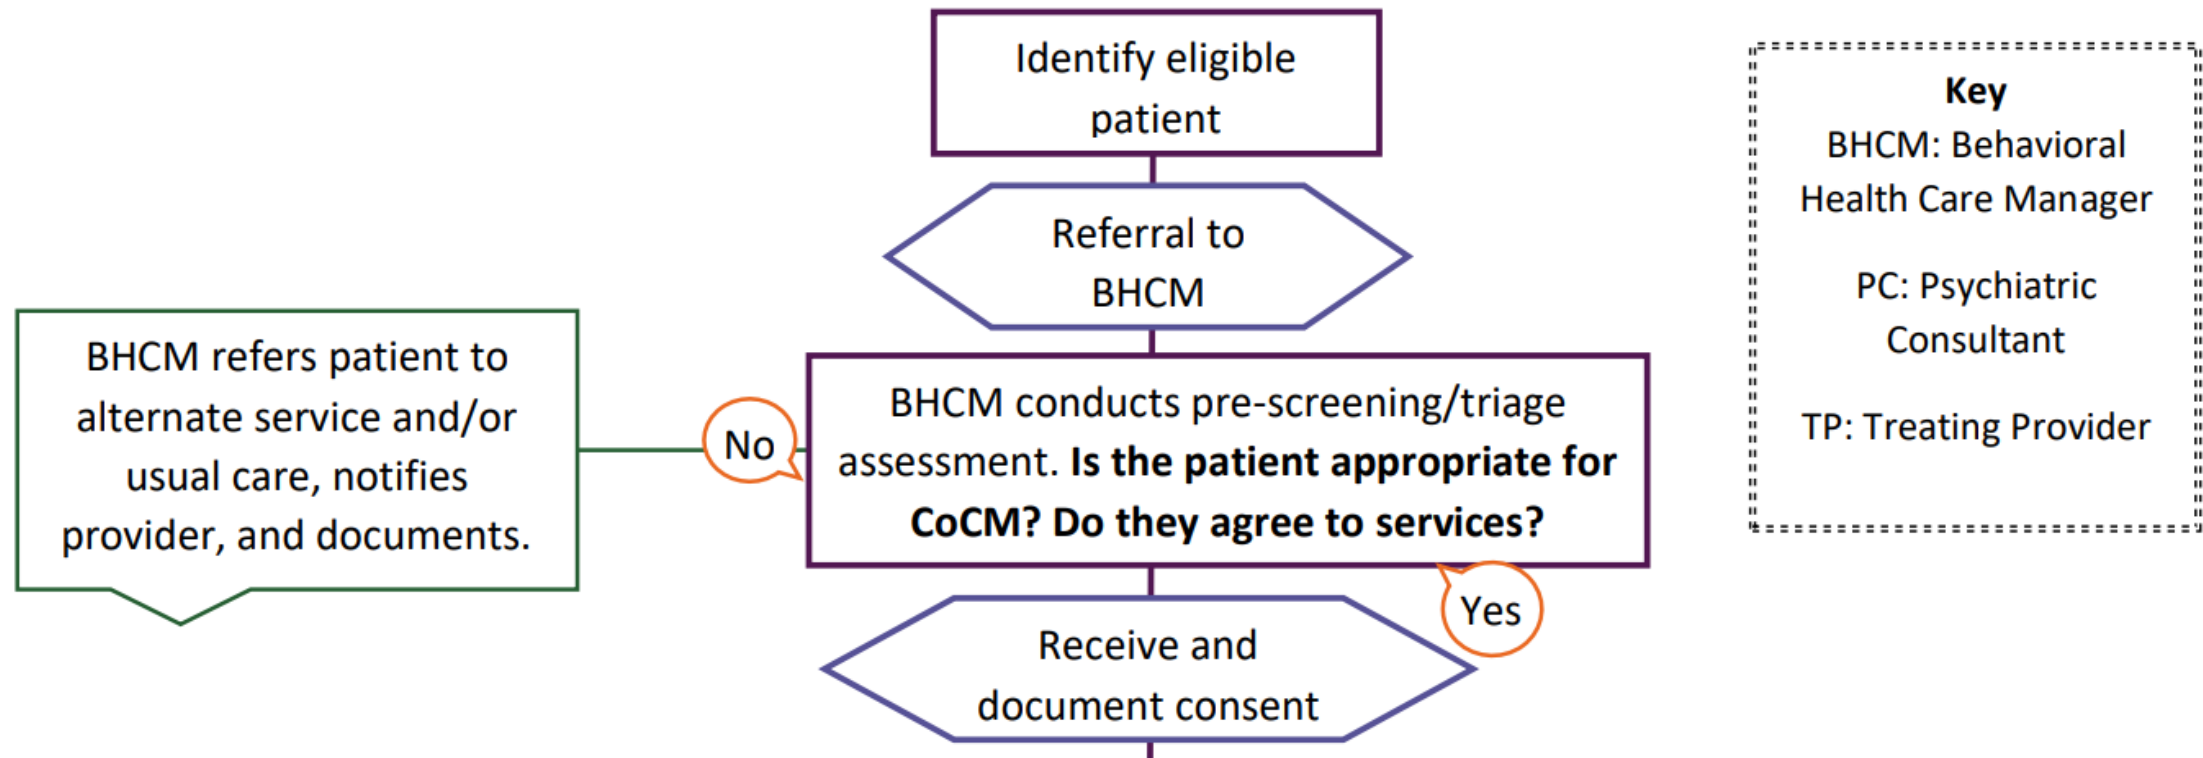 Identify eligible
patient
Key
BHCM: Behavioral
Health Care Manager
PC: Psychiatric
Consultant
TP: Treating Provider
Referral to
BHCM
BHCM conducts pre-screening/triage
assessment. Is the patient appropriate for
CoCM? Do they agree to services?
No
BHCM refers patient to
alternate service and/or
usual care, notifies
provider, and documents.
Yes
Receive and
document consent